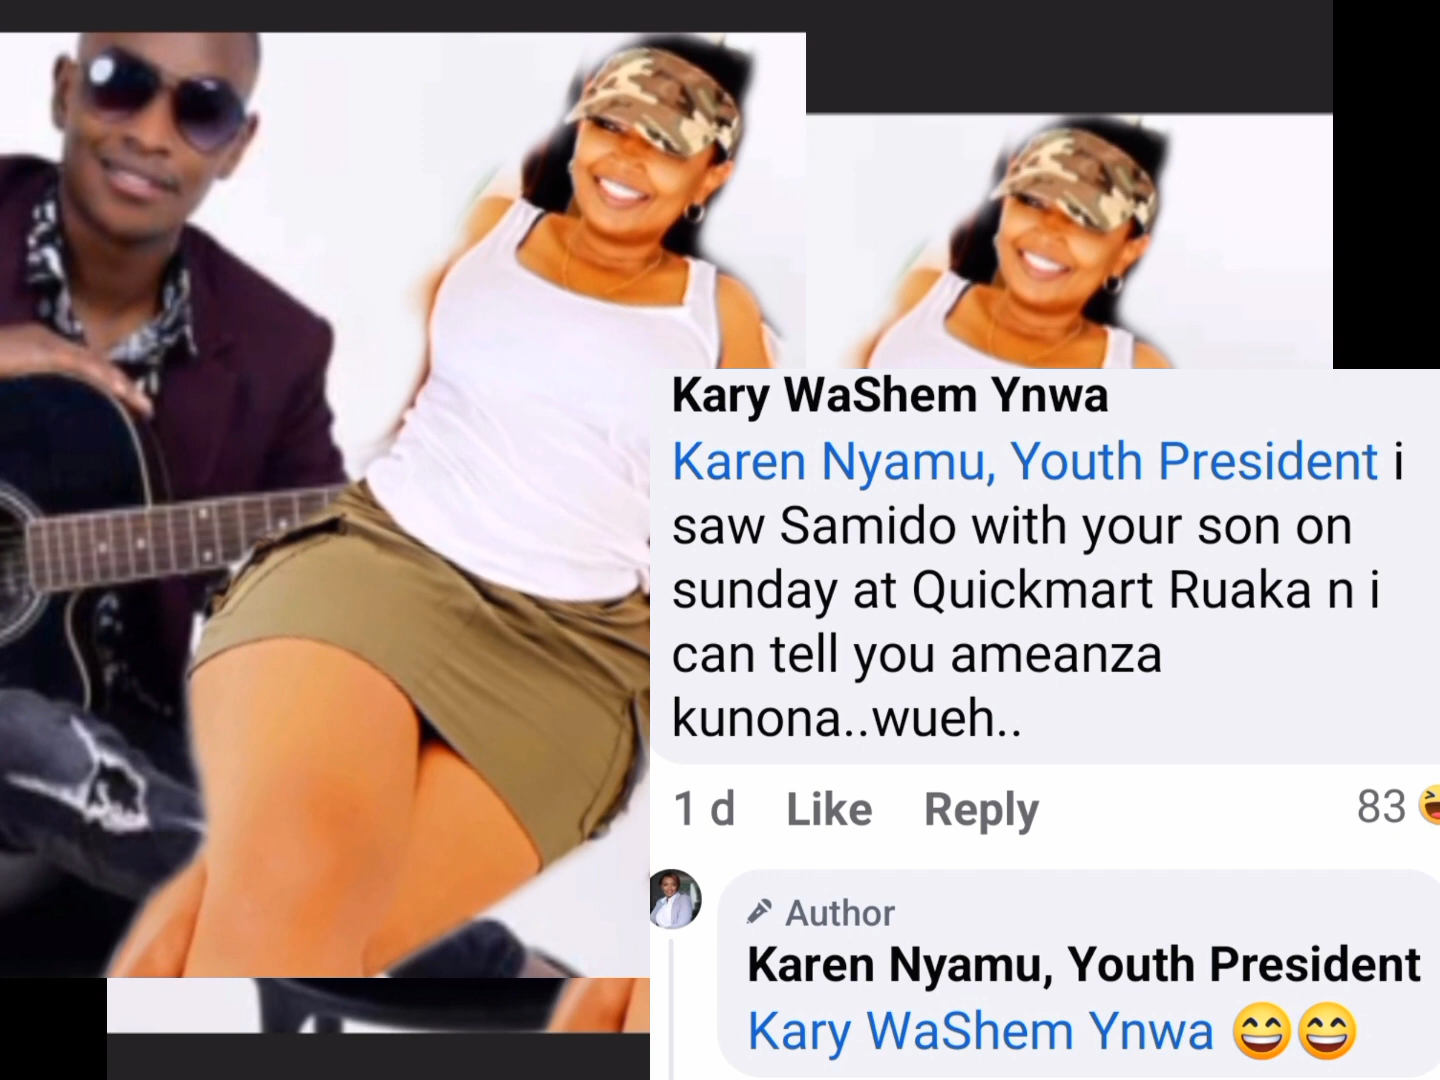 Kary WaShem Ynwa
Karen Nyamu, Youth President i
saw Samido with your son on
sunday at Quickmart Ruaka n i
can tell you ameanza
kunona..wueh..
1 d Like Reply 83
Author
Karen Nyamu, Youth President
Kary WaShem Ynwa 😄😄